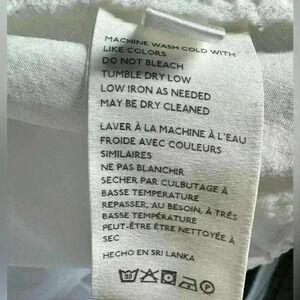 MACHINE WASH COLD WITH
LIKE COLORS
DO NOT BLEACH
TUMBLE DRY LOW
LOW IRON AS NEEDED
MAY BE DRY CLEANED
LAVER À LA MACHINE À L'EAU
FROIDE AVEC COULEURS
SIMILAIRES
NE PAS BLANCHIR
SECHER PAR CULBUTAGE À
BASSE TEMPERATURE
REPASSER, AU BESOIN, À TRÈS
BASSE TEMPÉRATURE
PEUT-ÊTRE ÊTRE NETTOYÉE À
SEC
HECHO EN SRI LANKA
30
P